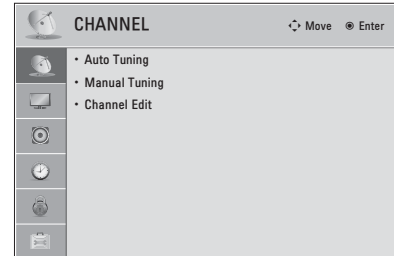 CHANNEL
Move Enter
• Auto Tuning
• Manual Tuning
• Channel Edit